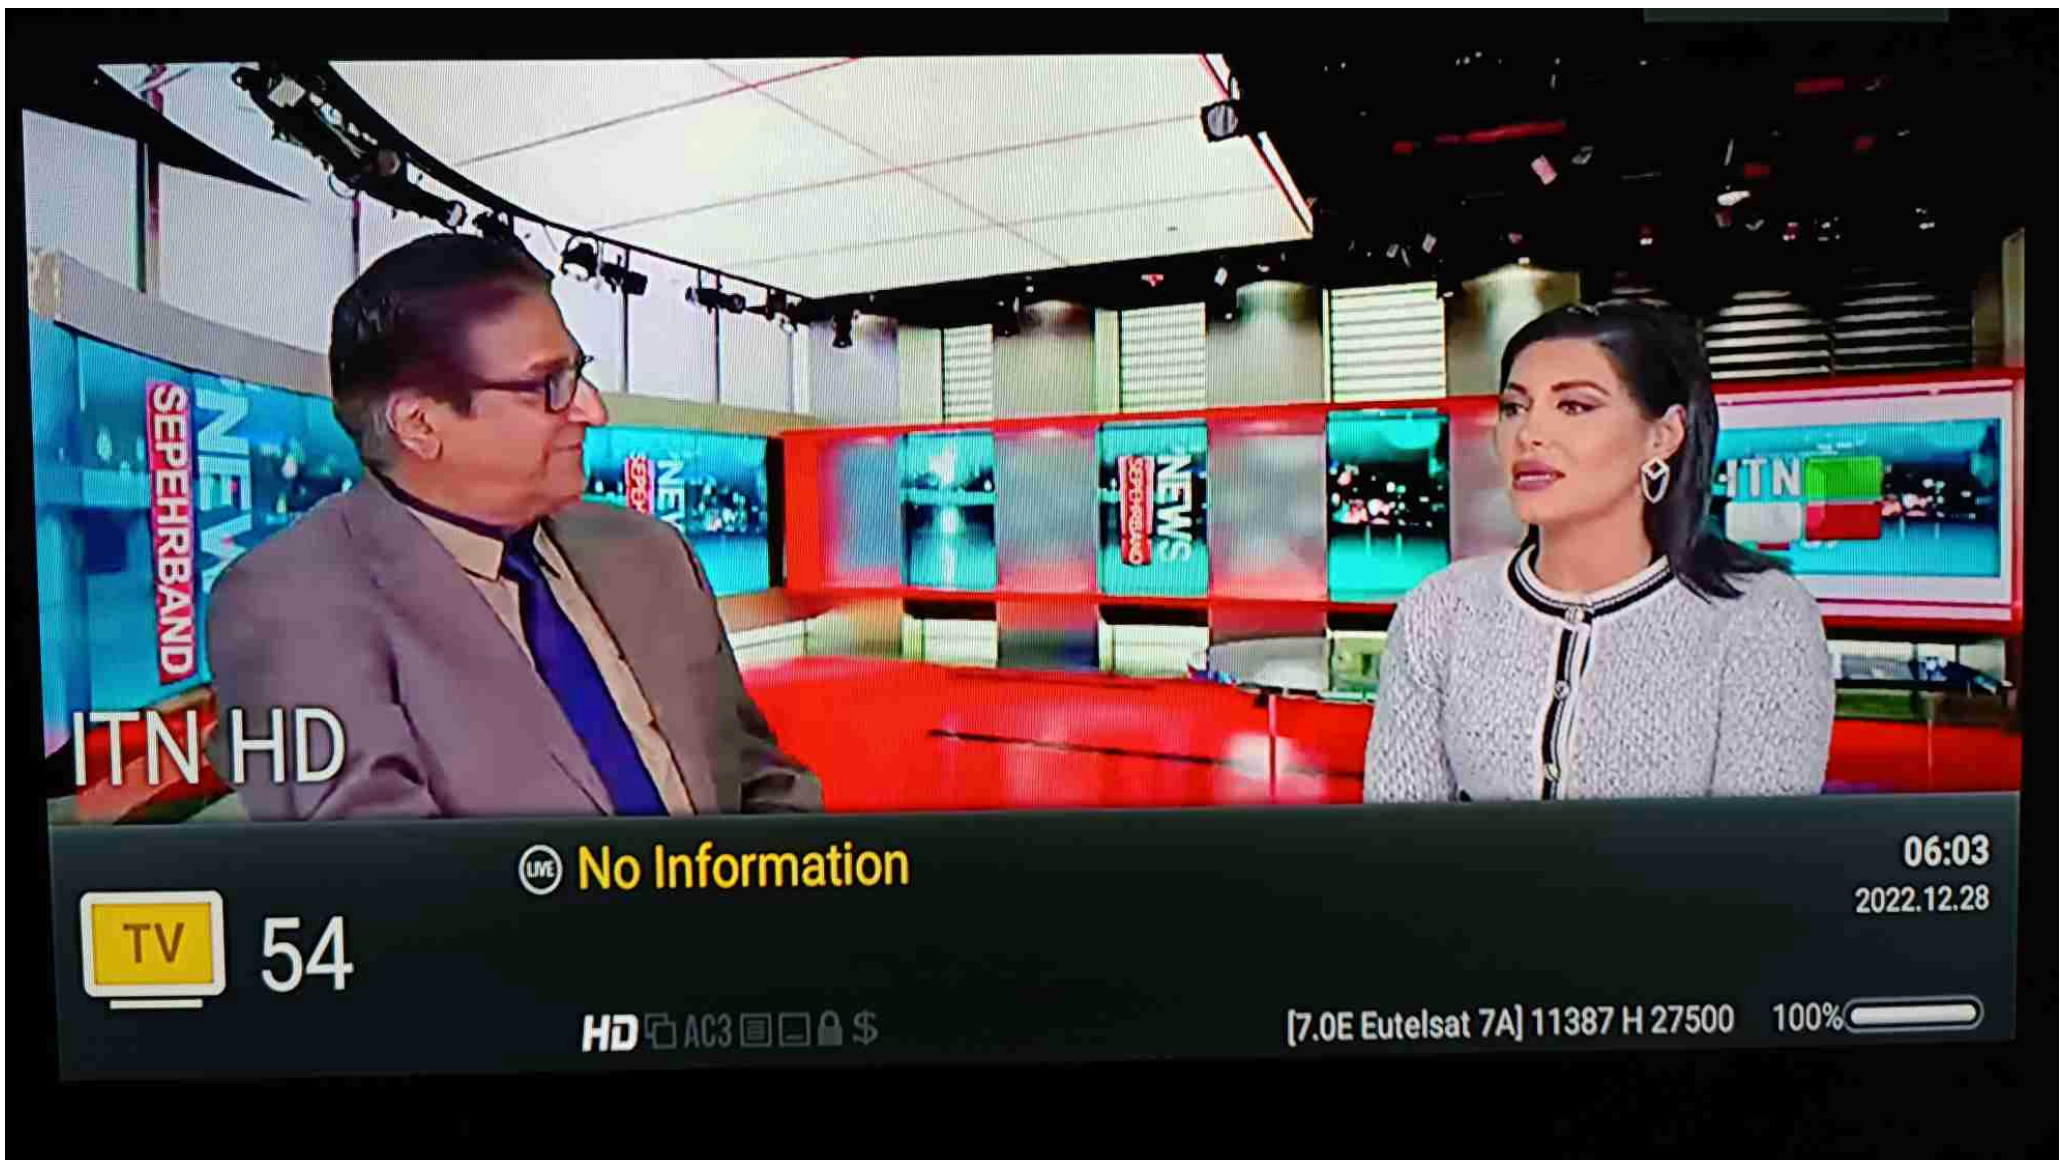 NEWS
SEPEHRBAND
NEWS
SEPEHRBAND
ITN
ITN HD
LIVE No Information
06:03
2022.12.28
TV 54
HD AC3 $
[7.0E Eutelsat 7A] 11387 H 27500 100%